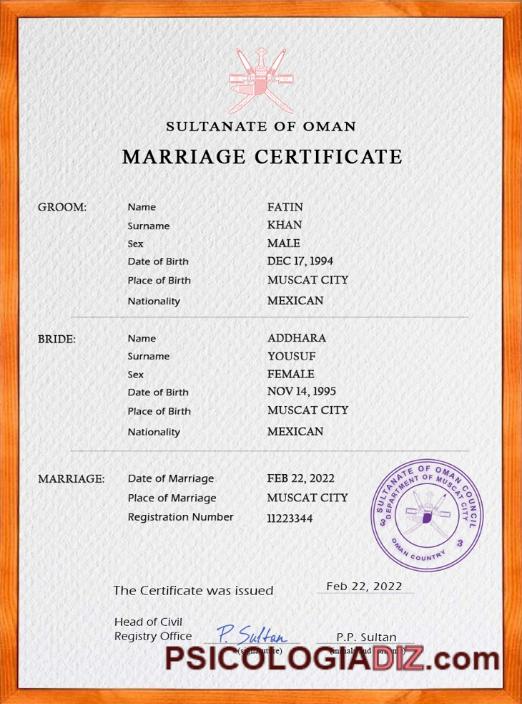 SULTANATE OF OMAN
MARRIAGE CERTIFICATE
GROOM:
Name FATIN
Surname KHAN
Sex MALE
Date of Birth DEC 17, 1994
Place of Birth MUSCAT CITY
Nationality MEXICAN
BRIDE:
Name ADDHARA
Surname YOUSUF
Sex FEMALE
Date of Birth NOV 14, 1995
Place of Birth MUSCAT CITY
Nationality MEXICAN
MARRIAGE:
Date of Marriage FEB 22, 2022
Place of Marriage MUSCAT CITY
Registration Number 11223344
SULTANATE OF OMAN COUNCIL
DEPARTMENT OF MUSCAT CITY
3 3
OMAN COUNTRY
The Certificate was issued Feb 22, 2022
Head of Civil
Registry Office P. Sultan P.P. Sultan
(signature)
PSICOLOGIADIZ.com